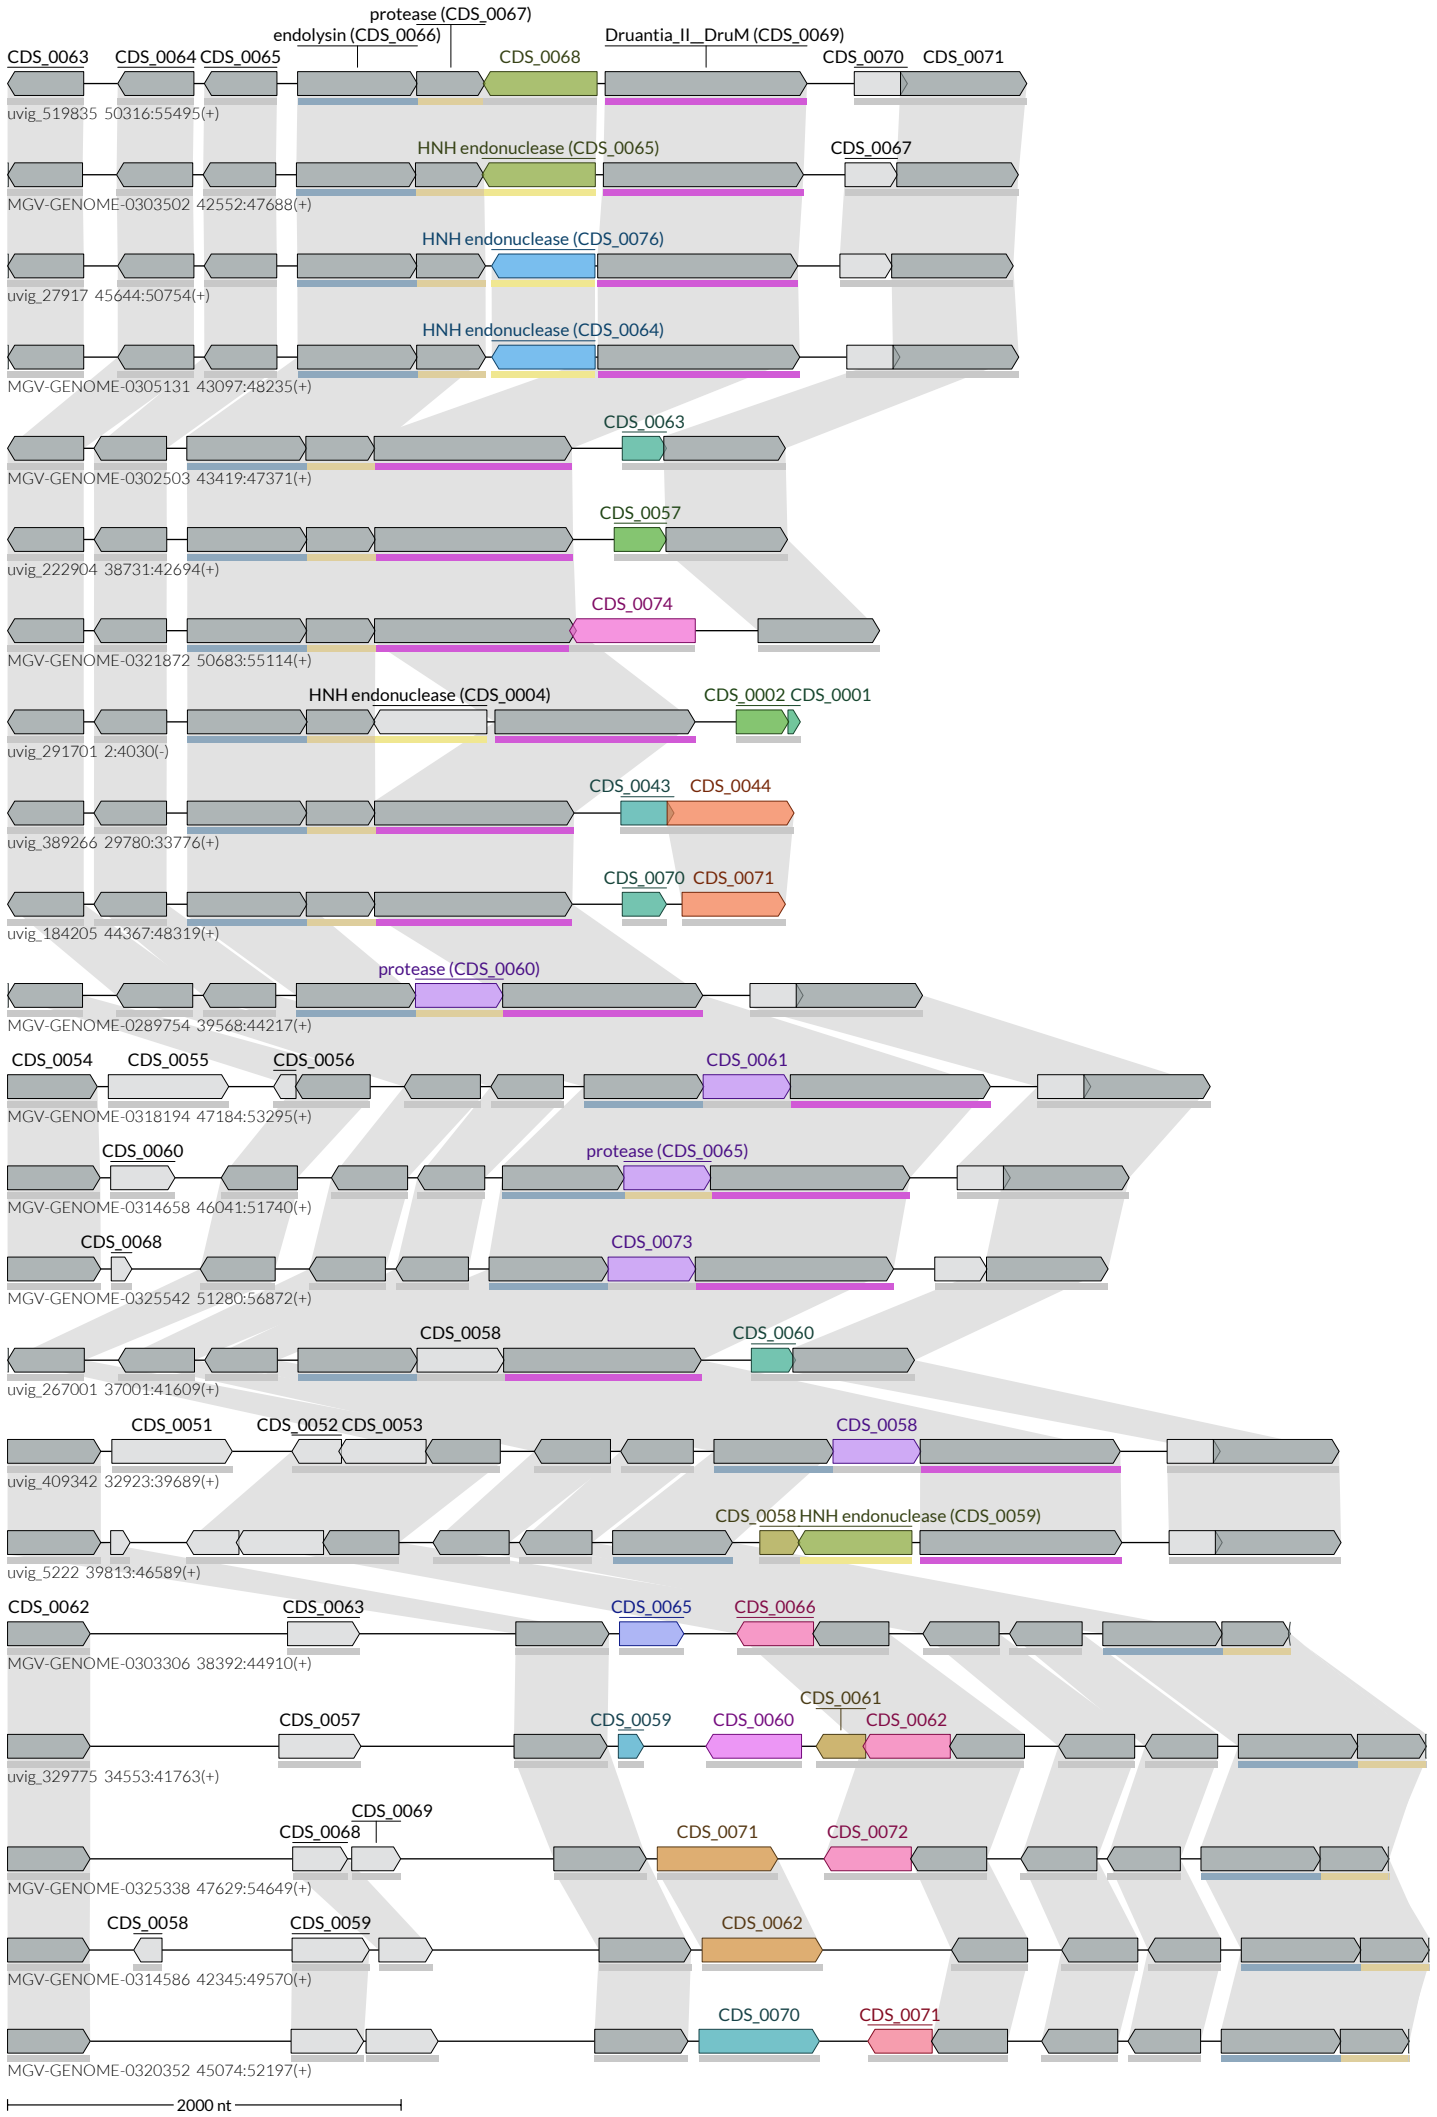 protease (CDS_0067)
endolysin (CDS_0066) Druantia_II__DruM (CDS_0069)
CDS_0063 CDS_0064 CDS_0065 CDS_0068 CDS_0070 CDS_0071
uvig_519835 50316:55495(+)
HNH endonuclease (CDS_0065) CDS_0067
MGV-GENOME-0303502 42552:47688(+)
HNH endonuclease (CDS_0076)
uvig_27917 45644:50754(+)
HNH endonuclease (CDS_0064)
MGV-GENOME-0305131 43097:48235(+)
CDS_0063
MGV-GENOME-0302503 43419:47371(+)
CDS_0057
uvig_222904 38731:42694(+)
CDS_0074
MGV-GENOME-0321872 50683:55114(+)
HNH endonuclease (CDS_0004) CDS_0002 CDS_0001
uvig_291701 2:4030(-)
CDS_0043 CDS_0044
uvig_389266 29780:33776(+)
CDS_0070 CDS_0071
uvig_184205 44367:48319(+)
protease (CDS_0060)
MGV-GENOME-0289754 39568:44217(+)
CDS_0054 CDS_0055 CDS_0056 CDS_0061
MGV-GENOME-0318194 47184:53295(+)
CDS_0060 protease (CDS_0065)
MGV-GENOME-0314658 46041:51740(+)
CDS_0068 CDS_0073
MGV-GENOME-0325542 51280:56872(+)
CDS_0058 CDS_0060
uvig_267001 37001:41609(+)
CDS_0051 CDS_0052 CDS_0053 CDS_0058
uvig_409342 32923:39689(+)
CDS_0058 HNH endonuclease (CDS_0059)
uvig_5222 39813:46589(+)
CDS_0062 CDS_0063 CDS_0065 CDS_0066
MGV-GENOME-0303306 38392:44910(+)
CDS_0061
CDS_0057 CDS_0059 CDS_0060 CDS_0062
uvig_329775 34553:41763(+)
CDS_0069
CDS_0068 CDS_0071 CDS_0072
MGV-GENOME-0325338 47629:54649(+)
CDS_0058 CDS_0059 CDS_0062
MGV-GENOME-0314586 42345:49570(+)
CDS_0070 CDS_0071
MGV-GENOME-0320352 45074:52197(+)
2000 nt